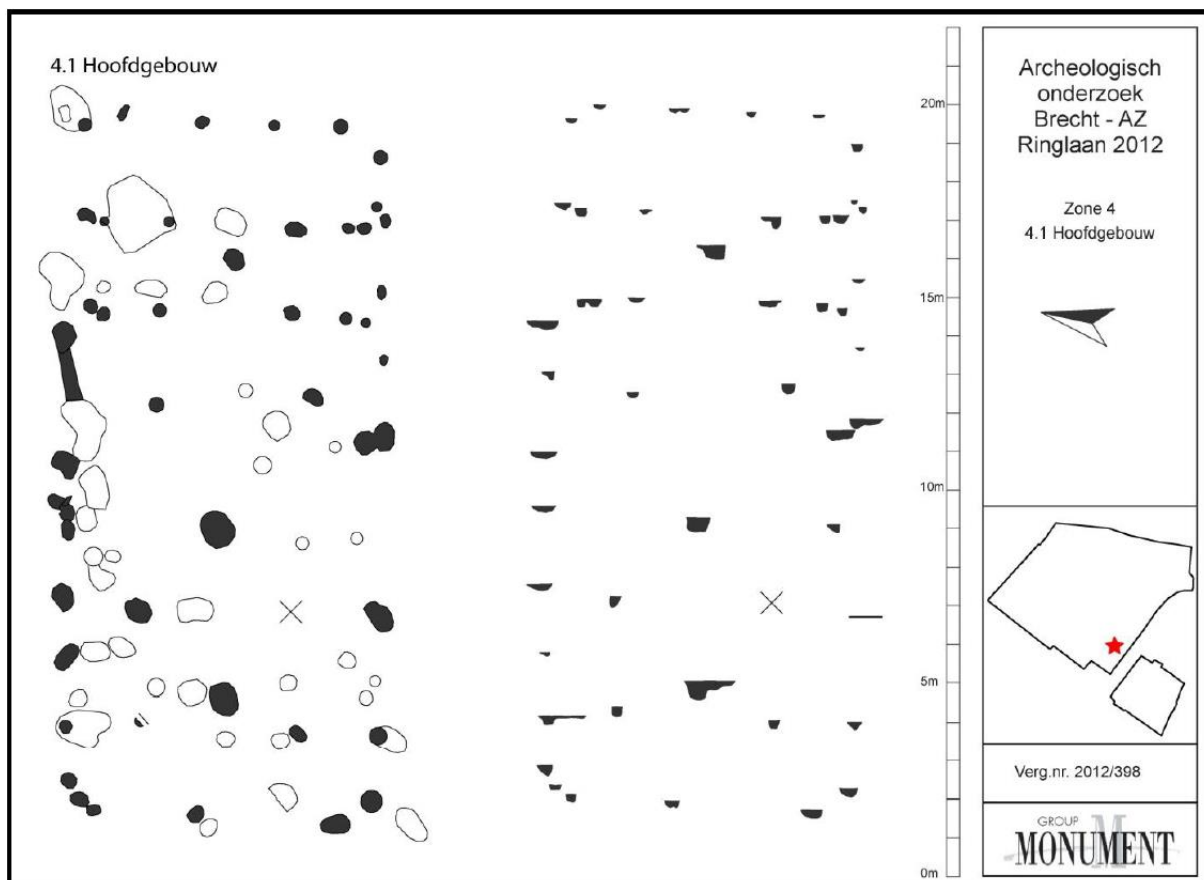 4.1 Hoofdgebouw
20m
15m
10m
5m
0m
Archeologisch
onderzoek
Brecht - AZ
Ringlaan 2012
Zone 4
4.1 Hoofdgebouw
Verg.nr. 2012/398
GROUP
M
MONUMENT